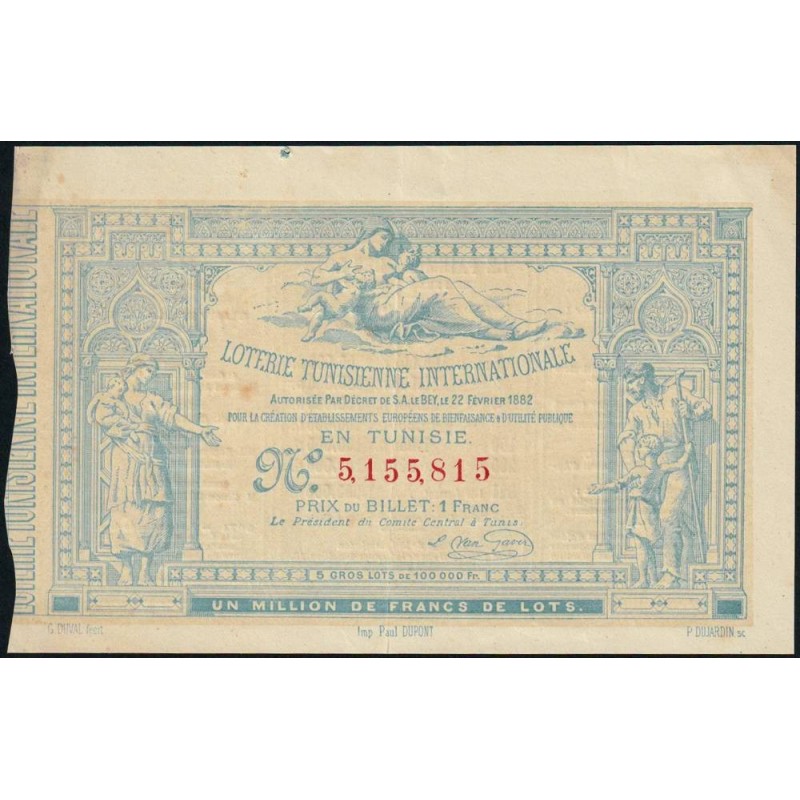 LOTERIE TUNISIENNE INTERNATIONALE
LOTERIE TUNISIENNE INTERNATIONALE
AUTORISÉE PAR DÉCRET DE S.A. LE BEY, LE 22 FÉVRIER 1882
POUR LA CRÉATION D'ÉTABLISSEMENTS EUROPÉENS DE BIENFAISANCE & D'UTILITÉ PUBLIQUE
EN TUNISIE.
No. 5,155,815
PRIX DU BILLET: 1 FRANC
Le Président du Comité Central à Tunis.
L. Van Gaver
5 GROS LOTS DE 100 000 Fr.
UN MILLION DE FRANCS DE LOTS.
G. DUVAL fecit Imp Paul DUPONT P. DUJARDIN sc